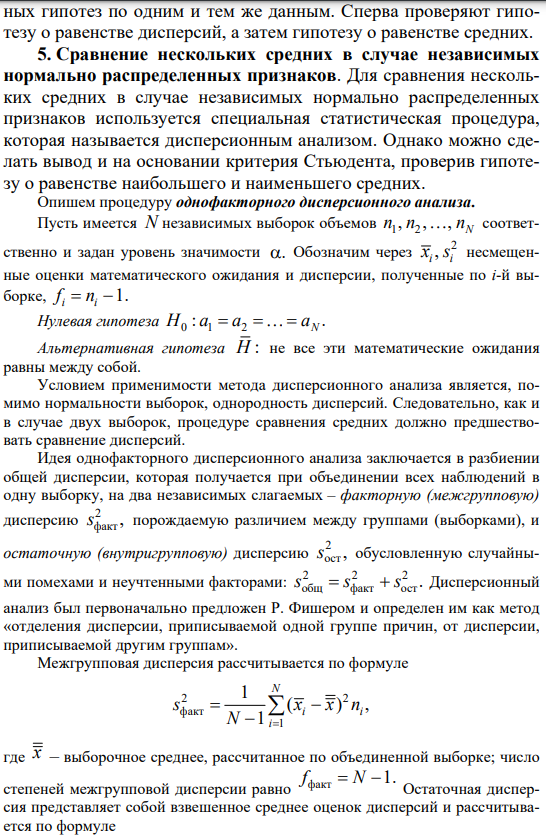 ных гипотез по одним и тем же данным. Сперва проверяют гипо-
тезу о равенстве дисперсий, а затем гипотезу о равенстве средних.
5. Сравнение нескольких средних в случае независимых
нормально распределенных признаков. Для сравнения несколь-
ких средних в случае независимых нормально распределенных
признаков используется специальная статистическая процедура,
которая называется дисперсионным анализом. Однако можно сде-
лать вывод и на основании критерия Стьюдента, проверив гипоте-
зу о равенстве наибольшего и наименьшего средних.
Опишем процедуру однофакторного дисперсионного анализа.
Пусть имеется N независимых выборок объемов n₁, n₂, …, n_N соответ-
ственно и задан уровень значимости α. Обозначим через x̅ᵢ, sᵢ² несмещен-
ные оценки математического ожидания и дисперсии, полученные по i-й вы-
борке, fᵢ = nᵢ − 1.
Нулевая гипотеза H₀ : a₁ = a₂ = … = a_N.
Альтернативная гипотеза H̅ : не все эти математические ожидания
равны между собой.
Условием применимости метода дисперсионного анализа является, по-
мимо нормальности выборок, однородность дисперсий. Следовательно, как и
в случае двух выборок, процедуре сравнения средних должно предшество-
вать сравнение дисперсий.
Идея однофакторного дисперсионного анализа заключается в разбиении
общей дисперсии, которая получается при объединении всех наблюдений в
одну выборку, на два независимых слагаемых – факторную (межгрупповую)
дисперсию s²_факт, порождаемую различием между группами (выборками), и
остаточную (внутригрупповую) дисперсию s²_ост, обусловленную случайны-
ми помехами и неучтенными факторами: s²_общ = s²_факт + s²_ост. Дисперсионный
анализ был первоначально предложен Р. Фишером и определен им как метод
«отделения дисперсии, приписываемой одной группе причин, от дисперсии,
приписываемой другим группам».
Межгрупповая дисперсия рассчитывается по формуле
s²_факт = 1/(N − 1) ∑_{i=1}^{N} (x̅ᵢ − x̿)² nᵢ,
где x̿ – выборочное среднее, рассчитанное по объединенной выборке; число
степеней межгрупповой дисперсии равно f_факт = N − 1. Остаточная диспер-
сия представляет собой взвешенное среднее оценок дисперсий и рассчитыва-
ется по формуле